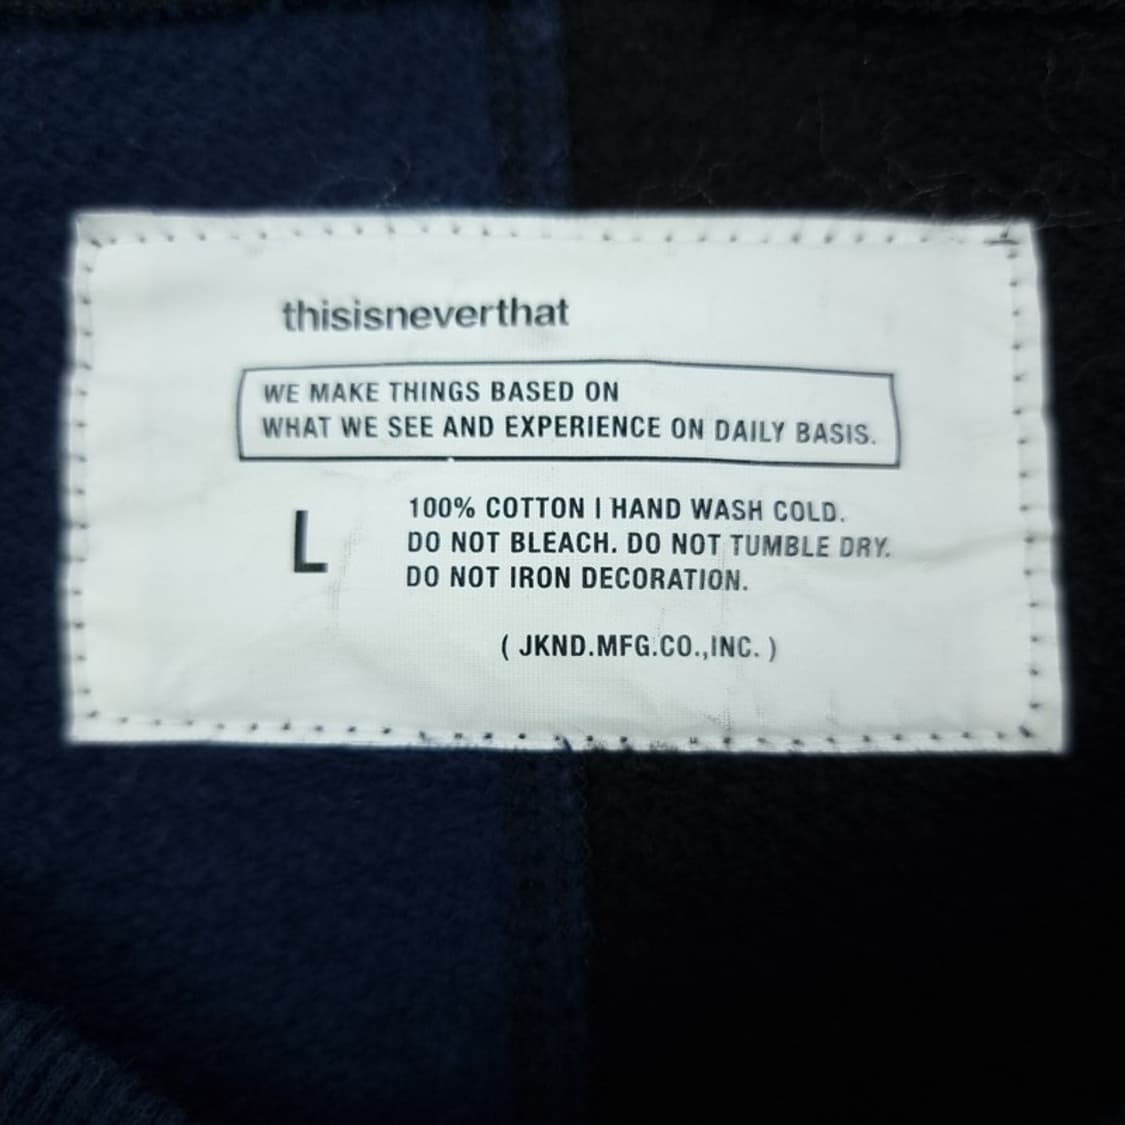 thisisneverthat
WE MAKE THINGS BASED ON
WHAT WE SEE AND EXPERIENCE ON DAILY BASIS.
L
100% COTTON | HAND WASH COLD.
DO NOT BLEACH. DO NOT TUMBLE DRY.
DO NOT IRON DECORATION.
( JKND.MFG.CO.,INC. )